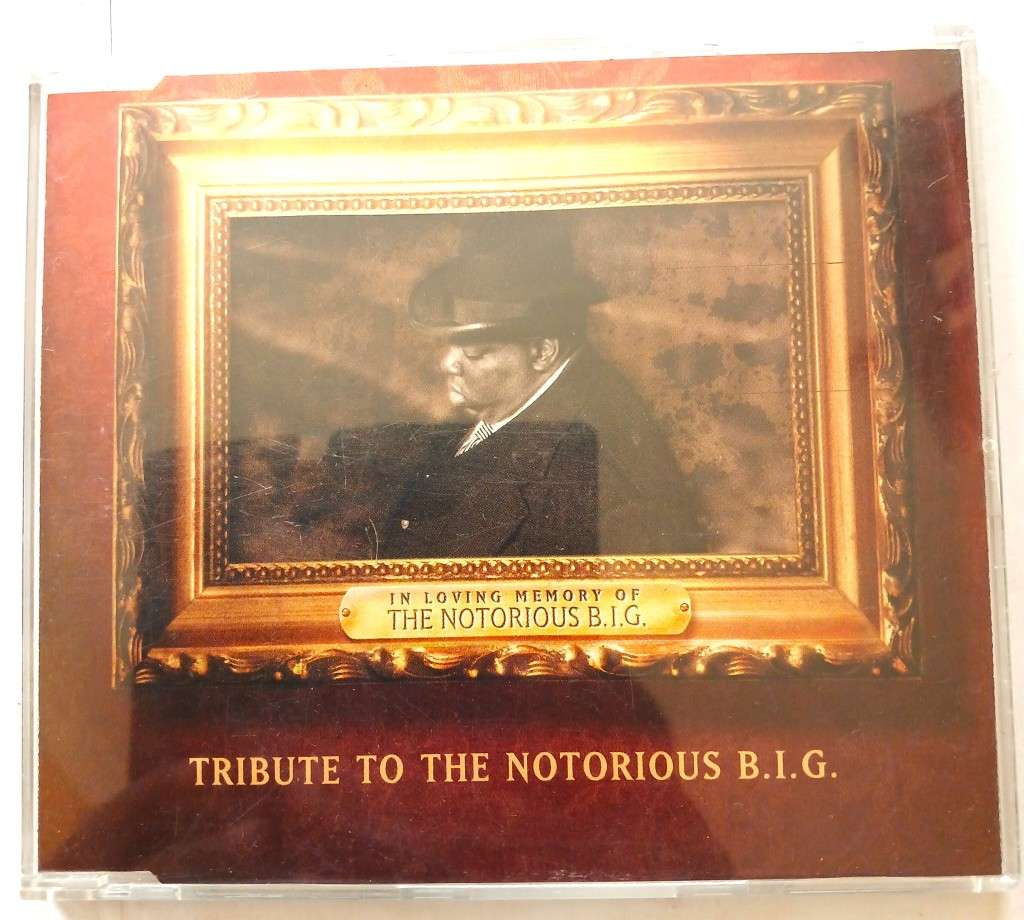 IN LOVING MEMORY OF
THE NOTORIOUS B.I.G.
TRIBUTE TO THE NOTORIOUS B.I.G.